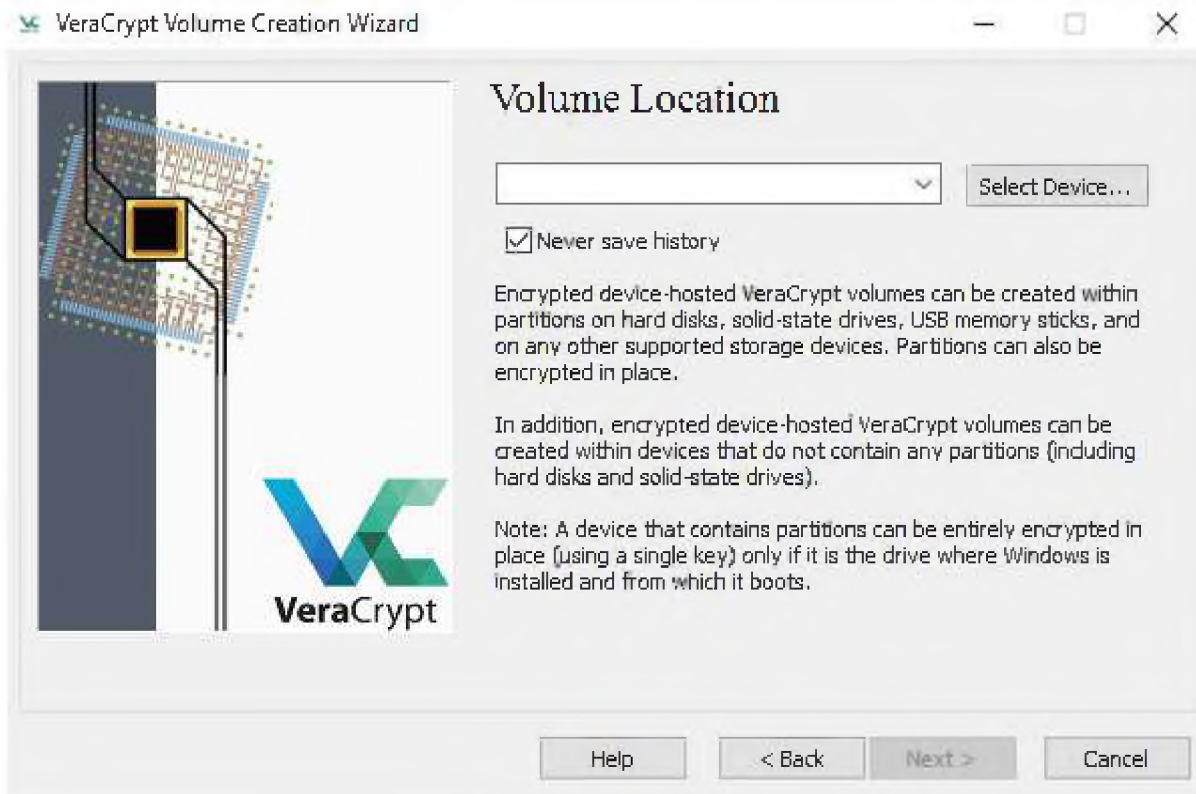 VeraCrypt Volume Creation Wizard
Volume Location
Select Device...
Never save history
Encrypted device-hosted VeraCrypt volumes can be created within
partitions on hard disks, solid-state drives, USB memory sticks, and
on any other supported storage devices. Partitions can also be
encrypted in place.
In addition, encrypted device-hosted VeraCrypt volumes can be
created within devices that do not contain any partitions (including
hard disks and solid-state drives).
Note: A device that contains partitions can be entirely encrypted in
place (using a single key) only if it is the drive where Windows is
installed and from which it boots.
VeraCrypt
Help
< Back
Next >
Cancel